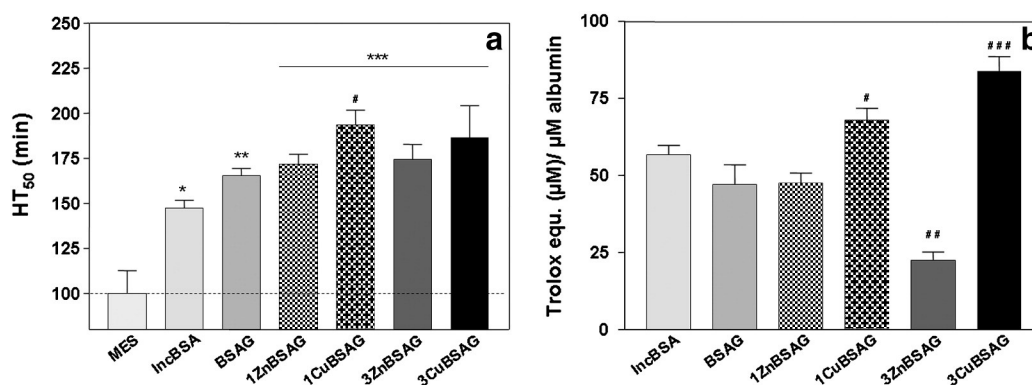 a
HT50 (min)
250
225
200
175
150
125
100
*
**
***
#
MES
IncBSA
BSAG
1ZnBSAG
1CuBSAG
3ZnBSAG
3CuBSAG
b
Trolox equ. (µM)/ µM albumin
100
75
50
25
0
#
##
###
IncBSA
BSAG
1ZnBSAG
1CuBSAG
3ZnBSAG
3CuBSAG